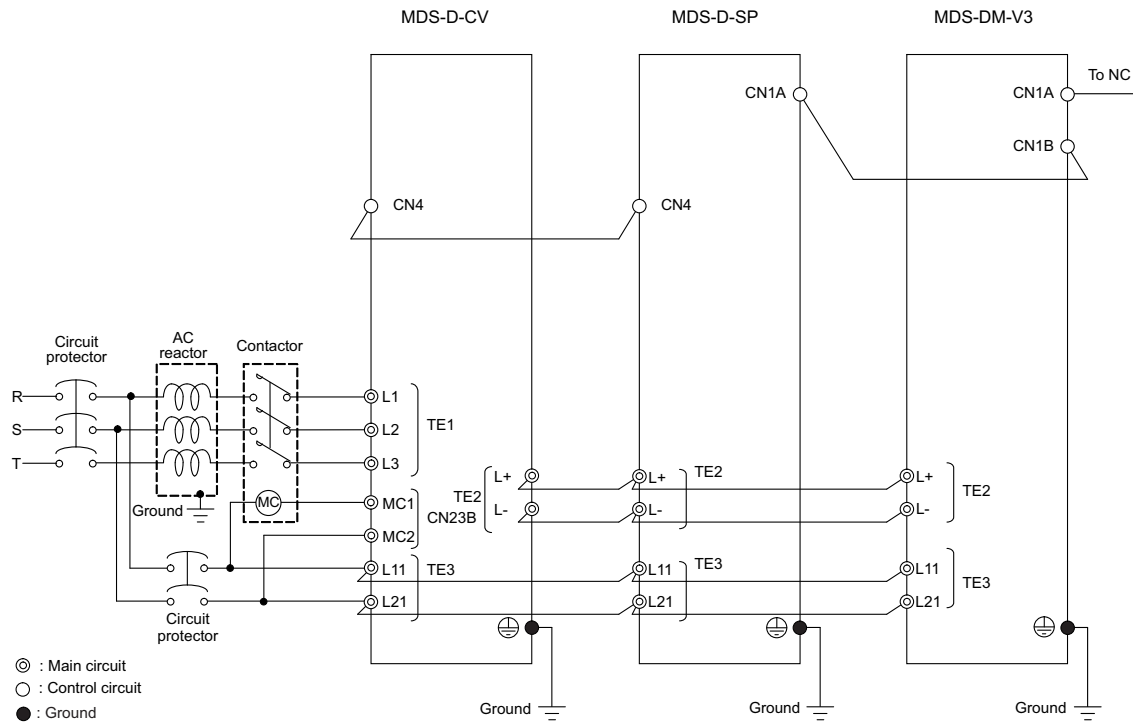 MDS-D-CV MDS-D-SP MDS-DM-V3
To NC
CN1A CN1A
CN1B
CN4 CN4
Circuit protector
AC reactor
Contactor
R
S
T
L1
L2
L3
TE1
MC
MC1
MC2
CN23B
TE2
L+
L-
L+
L-
TE2
L+
L-
TE2
Ground
L11
L21
TE3
L11
L21
TE3
L11
L21
TE3
Circuit protector
Ground Ground Ground
: Main circuit
: Control circuit
: Ground